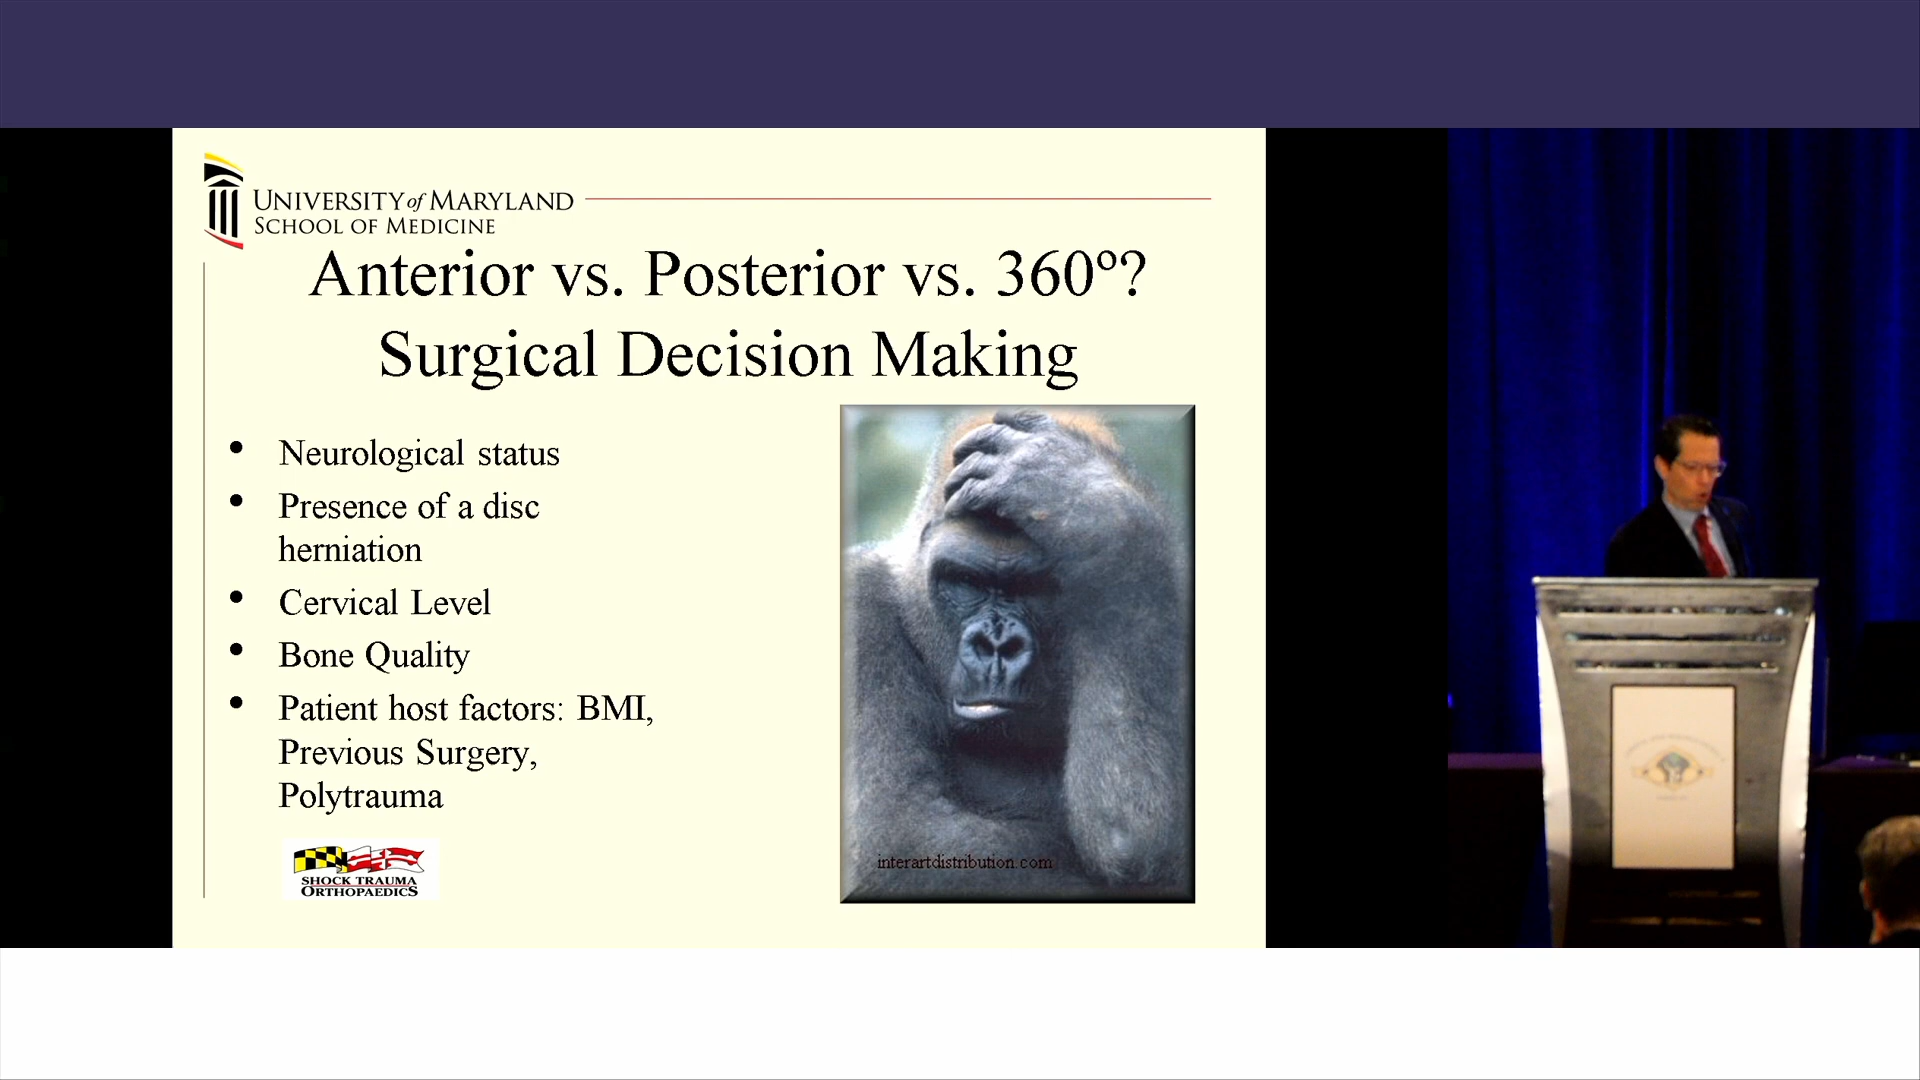 UNIVERSITY of MARYLAND
SCHOOL OF MEDICINE
Anterior vs. Posterior vs. 360º?
Surgical Decision Making
• Neurological status
• Presence of a disc
herniation
• Cervical Level
• Bone Quality
• Patient host factors: BMI,
Previous Surgery,
Polytrauma
SHOCK TRAUMA
ORTHOPAEDICS
interartdistribution.com